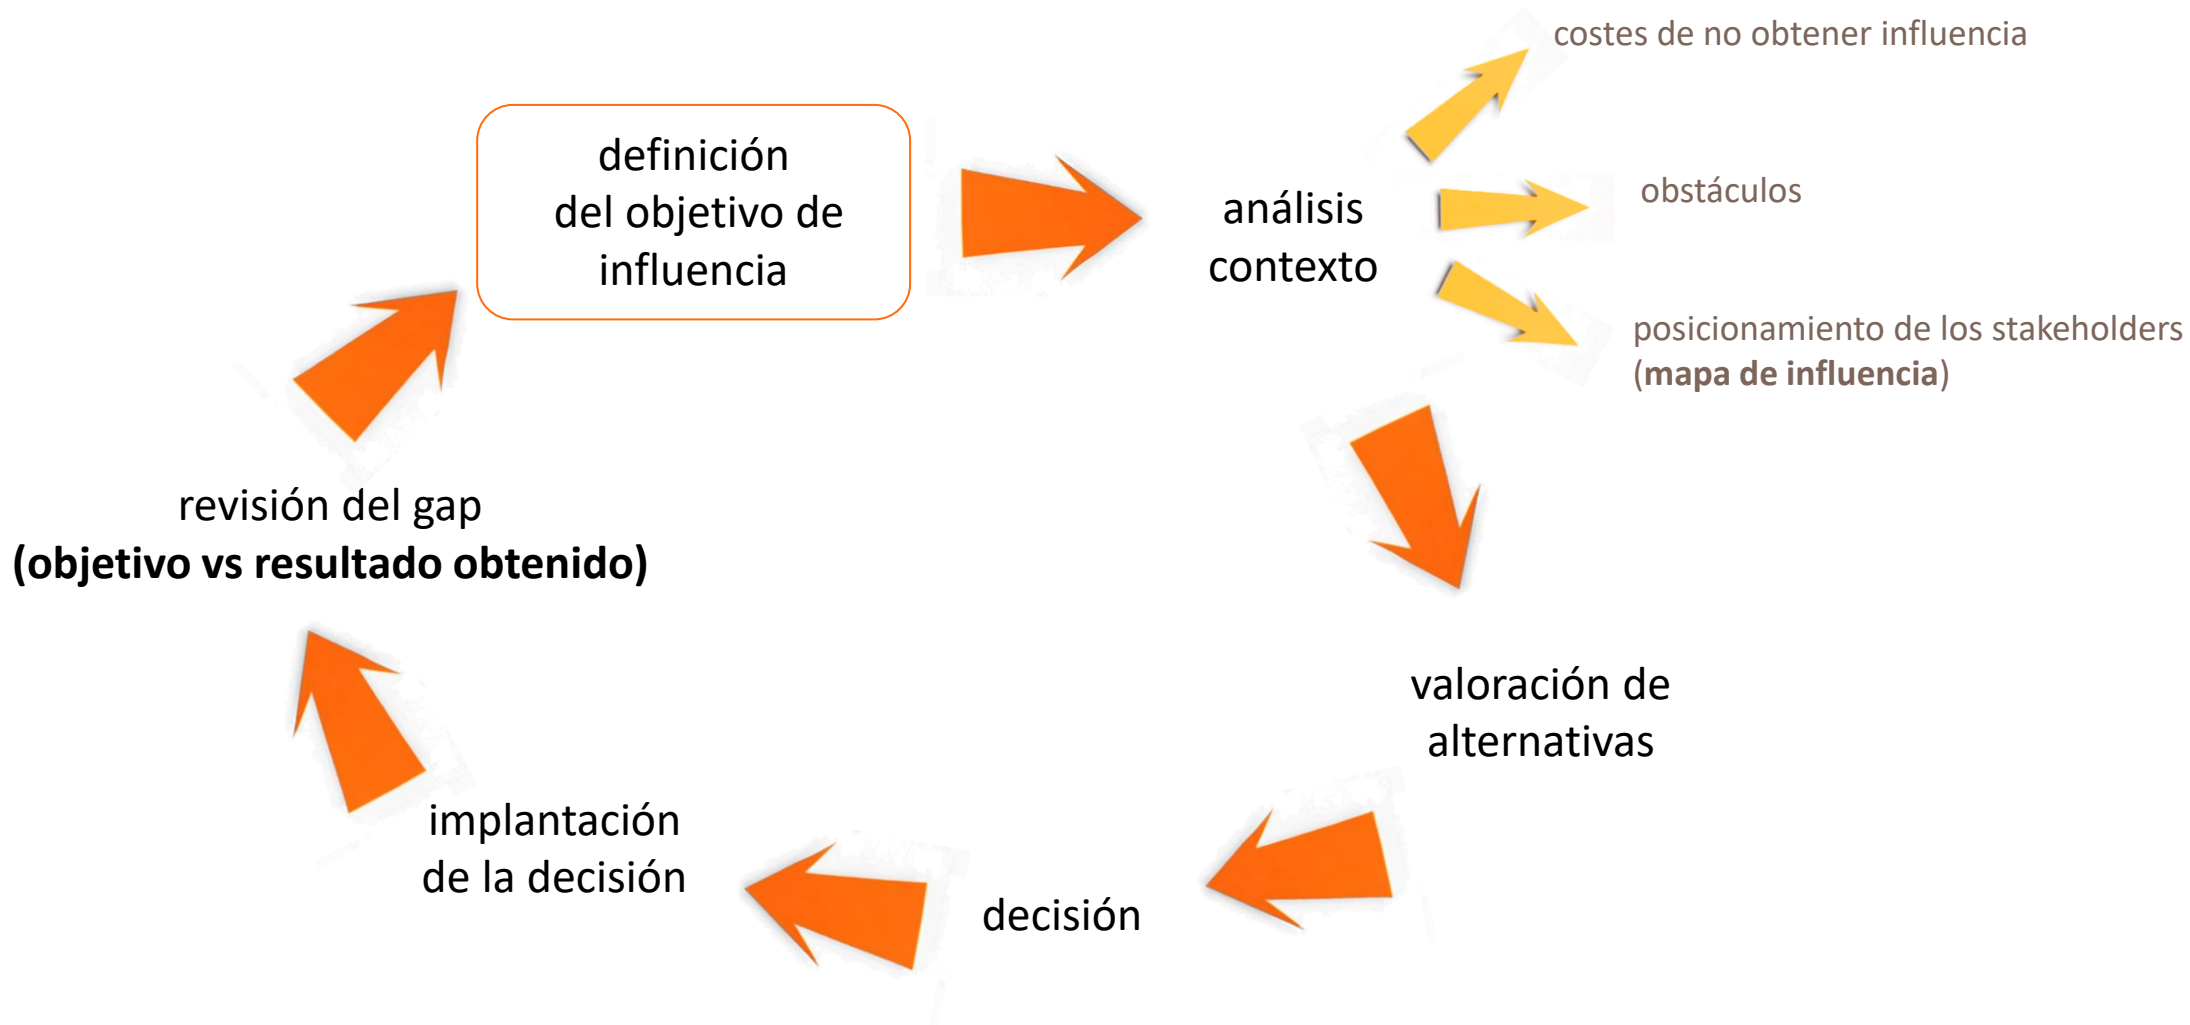 definición
del objetivo de
influencia
análisis
contexto
costes de no obtener influencia
obstáculos
posicionamiento de los stakeholders
(mapa de influencia)
valoración de
alternativas
decisión
implantación
de la decisión
revisión del gap
(objetivo vs resultado obtenido)